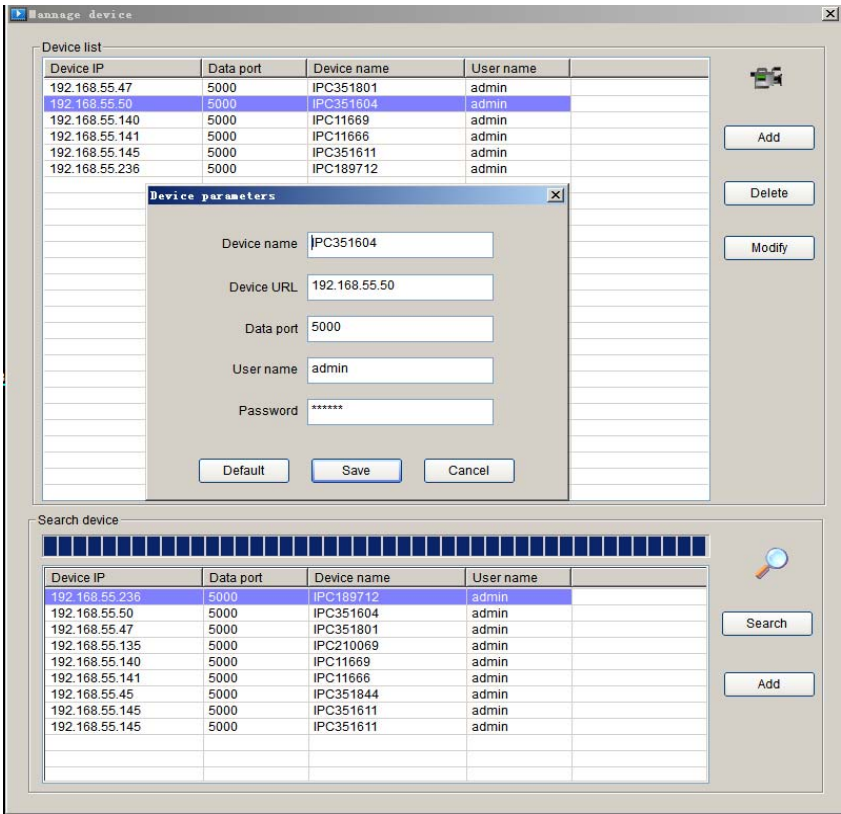 Mannage device
Device list
Device IP Data port Device name User name
192.168.55.47 5000 IPC351801 admin
192.168.55.50 5000 IPC351604 admin
192.168.55.140 5000 IPC11669 admin
192.168.55.141 5000 IPC11666 admin
192.168.55.145 5000 IPC351611 admin
192.168.55.236 5000 IPC189712 admin
Add
Delete
Modify
Device parameters
Device name IPC351604
Device URL 192.168.55.50
Data port 5000
User name admin
Password ******
Default Save Cancel
Search device
Device IP Data port Device name User name
192.168.55.236 5000 IPC189712 admin
192.168.55.50 5000 IPC351604 admin
192.168.55.47 5000 IPC351801 admin
192.168.55.135 5000 IPC210069 admin
192.168.55.140 5000 IPC11669 admin
192.168.55.141 5000 IPC11666 admin
192.168.55.45 5000 IPC351844 admin
192.168.55.145 5000 IPC351611 admin
192.168.55.145 5000 IPC351611 admin
Search
Add